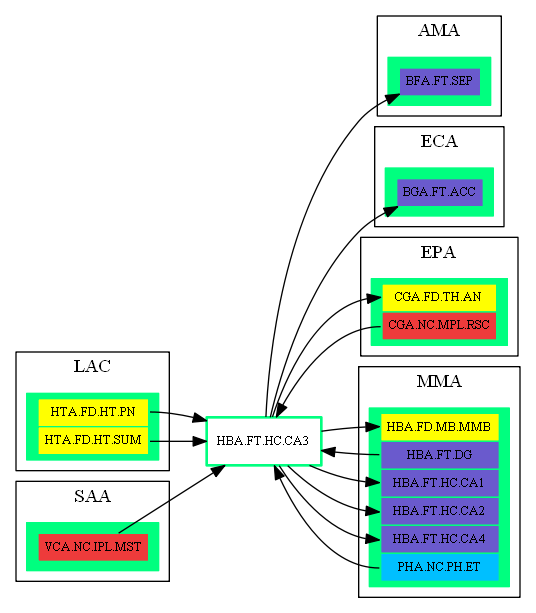 AMA
BFA.FT.SEP
ECA
BGA.FT.ACC
EPA
CGA.FD.TH.AN
CGA.NC.MPL.RSC
LAC
HTA.FD.HT.PN
HTA.FD.HT.SUM
HBA.FT.HC.CA3
SAA
VCA.NC.IPL.MST
MMA
HBA.FD.MB.MMB
HBA.FT.DG
HBA.FT.HC.CA1
HBA.FT.HC.CA2
HBA.FT.HC.CA4
PHA.NC.PH.ET